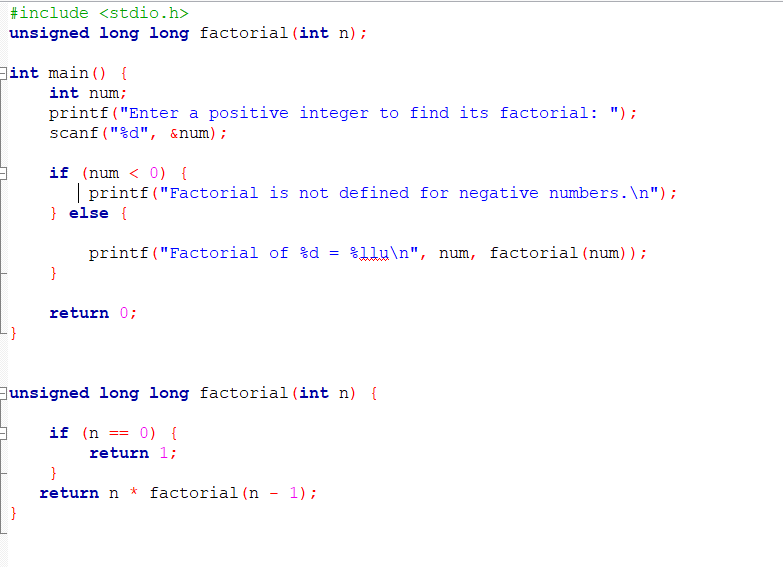 #include <stdio.h>
unsigned long long factorial(int n);
int main() {
int num;
printf("Enter a positive integer to find its factorial: ");
scanf("%d", &num);
if (num < 0) {
printf("Factorial is not defined for negative numbers.\n");
} else {
printf("Factorial of %d = %llu\n", num, factorial(num));
}
return 0;
}
unsigned long long factorial(int n) {
if (n == 0) {
return 1;
}
return n * factorial(n - 1);
}